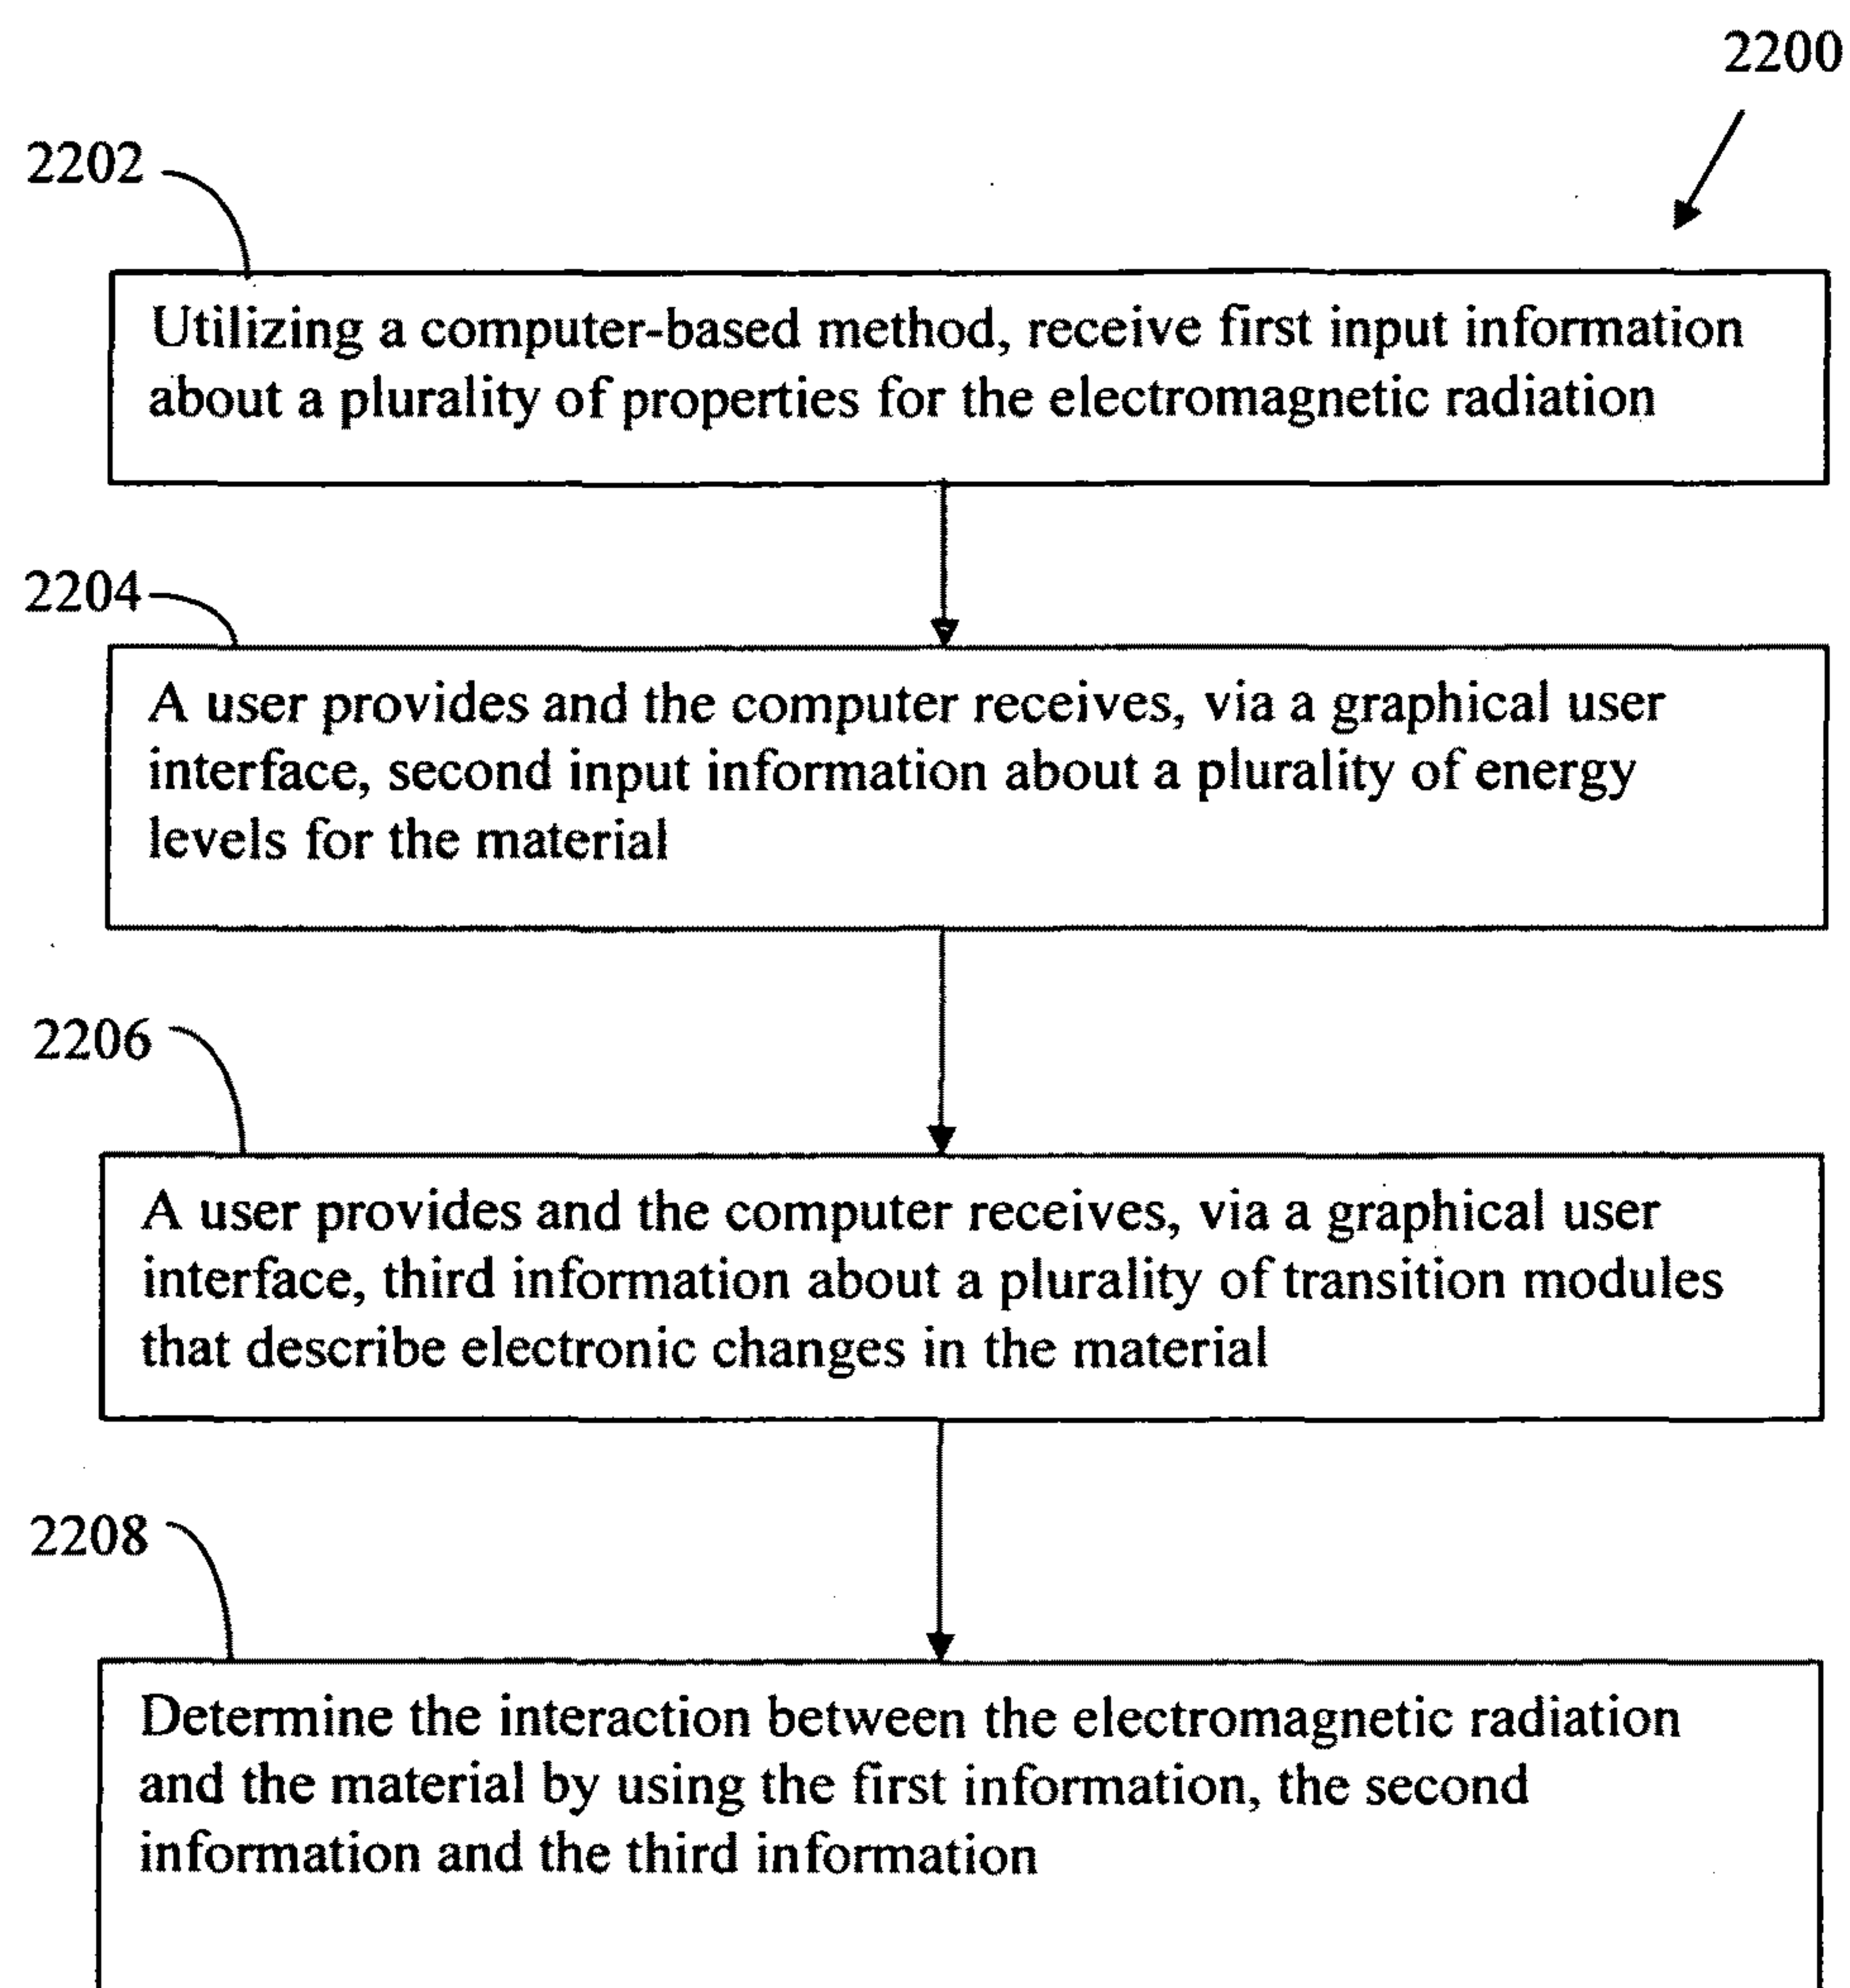 2200
2202
Utilizing a computer-based method, receive first input information
about a plurality of properties for the electromagnetic radiation
2204
A user provides and the computer receives, via a graphical user
interface, second input information about a plurality of energy
levels for the material
2206
A user provides and the computer receives, via a graphical user
interface, third information about a plurality of transition modules
that describe electronic changes in the material
2208
Determine the interaction between the electromagnetic radiation
and the material by using the first information, the second
information and the third information